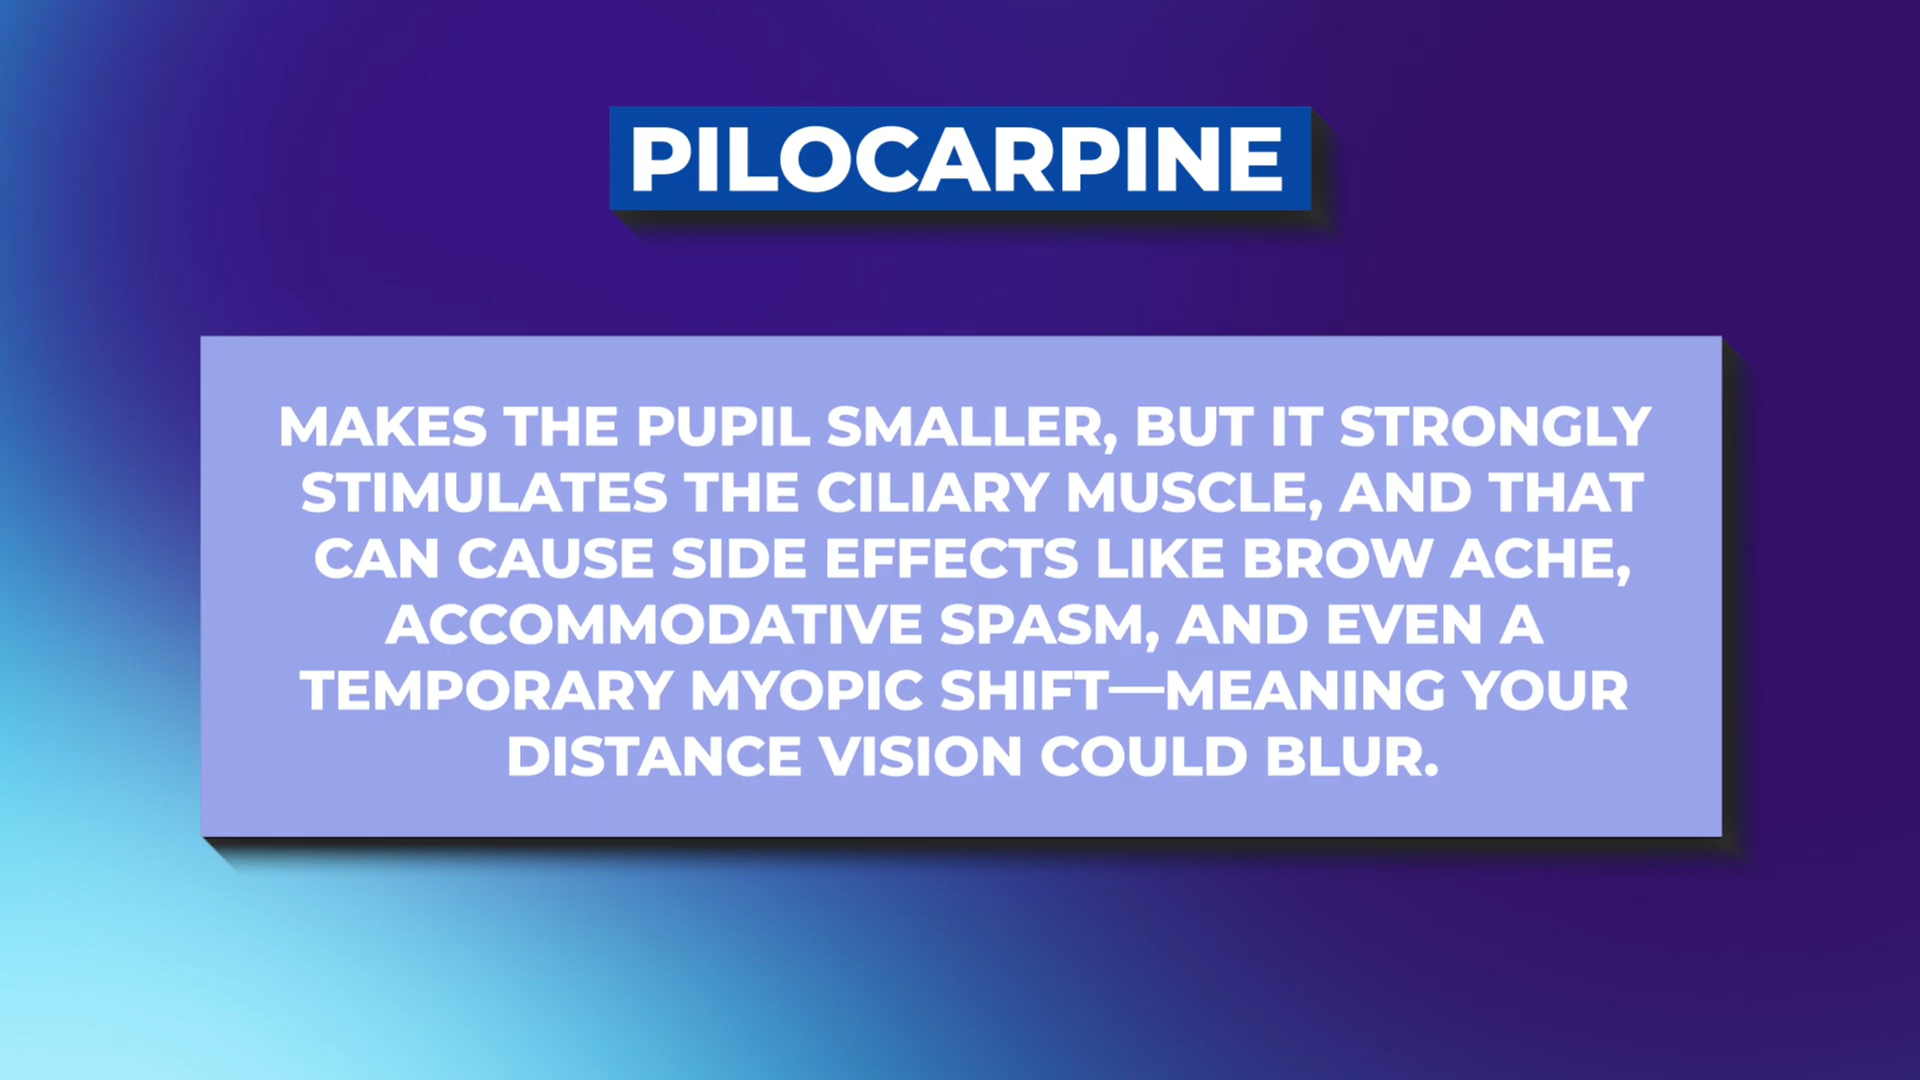 PILOCARPINE
MAKES THE PUPIL SMALLER, BUT IT STRONGLY
STIMULATES THE CILIARY MUSCLE, AND THAT
CAN CAUSE SIDE EFFECTS LIKE BROW ACHE,
ACCOMMODATIVE SPASM, AND EVEN A
TEMPORARY MYOPIC SHIFT—MEANING YOUR
DISTANCE VISION COULD BLUR.